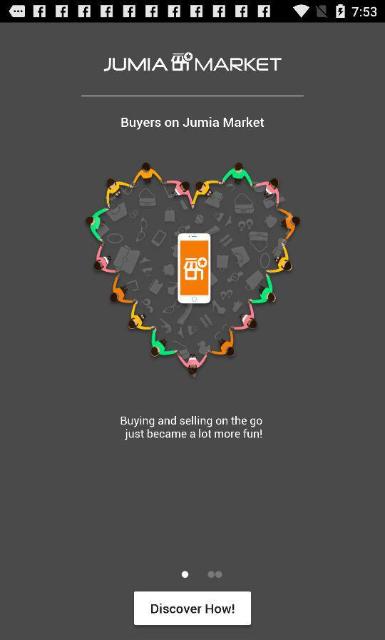 7:53
JUMIA MARKET
Buyers on Jumia Market
Buying and selling on the go
just became a lot more fun!
Discover How!